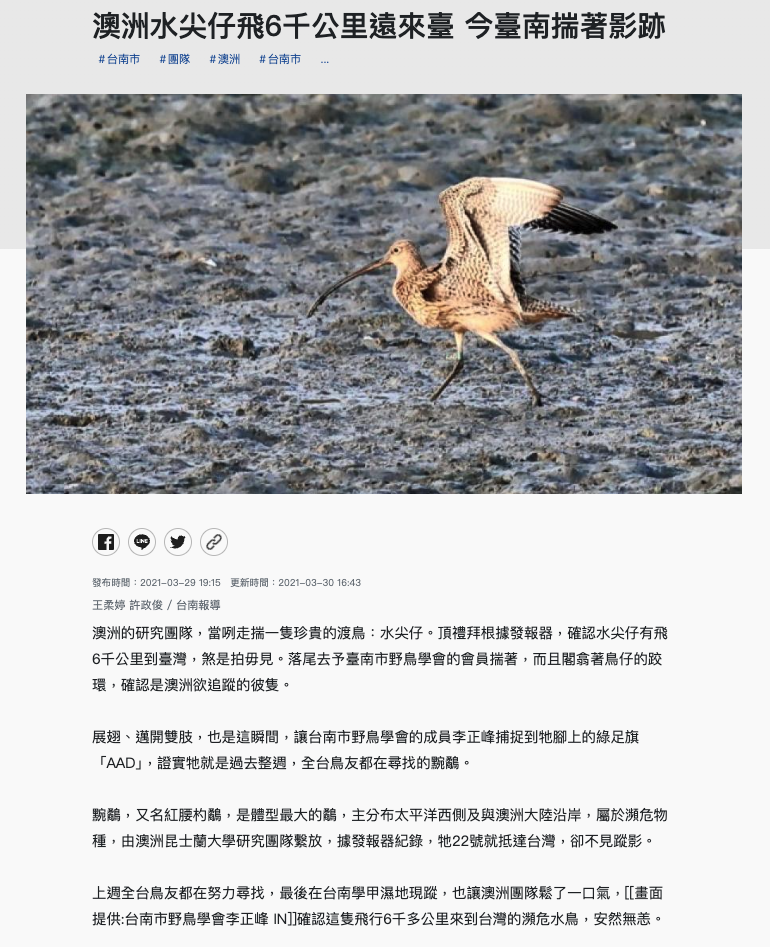 澳洲水尖仔飛6千公里遠來臺 今臺南揣著影跡
#台南市 #團隊 #澳洲 #台南市 ...
LINE
發布時間：2021-03-29 19:15 更新時間：2021-03-30 16:43
王柔婷 許政俊 / 台南報導
澳洲的研究團隊，當咧走揣一隻珍貴的渡鳥：水尖仔。頂禮拜根據發報器，確認水尖仔有飛
6千公里到臺灣，煞是拍毋見。落尾去予臺南市野鳥學會的會員揣著，而且閣翕著鳥仔的跤
環，確認是澳洲欲追蹤的彼隻。
展翅、邁開雙肢，也是這瞬間，讓台南市野鳥學會的成員李正峰捕捉到牠腳上的綠足旗
「AAD」，證實牠就是過去整週，全台鳥友都在尋找的黦鷸。
黦鷸，又名紅腰杓鷸，是體型最大的鷸，主分布太平洋西側及與澳洲大陸沿岸，屬於瀕危物
種，由澳洲昆士蘭大學研究團隊繫放，據發報器紀錄，牠22號就抵達台灣，卻不見蹤影。
上週全台鳥友都在努力尋找，最後在台南學甲濕地現蹤，也讓澳洲團隊鬆了一口氣，[[畫面
提供:台南市野鳥學會李正峰 IN]]確認這隻飛行6千多公里來到台灣的瀕危水鳥，安然無恙。